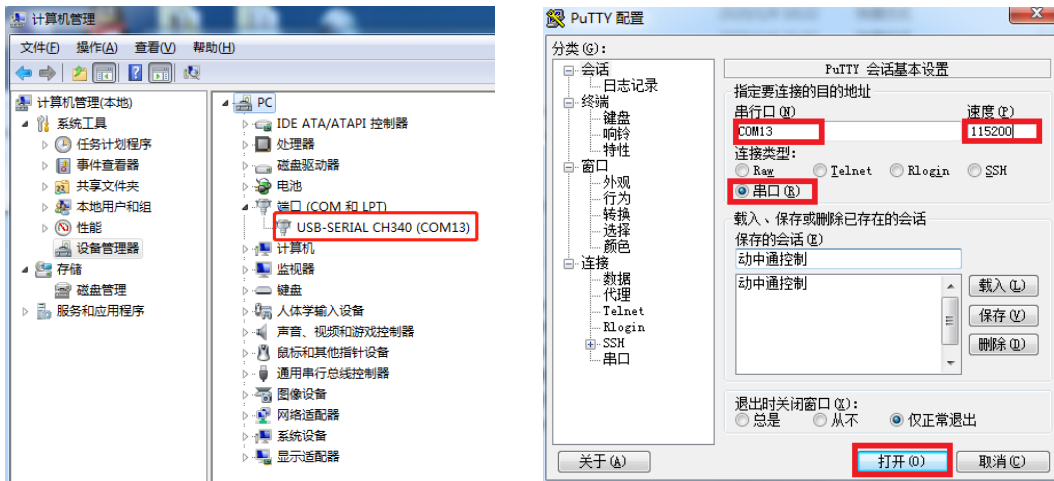 计算机管理
文件(F) 操作(A) 查看(V) 帮助(H)
计算机管理(本地)
系统工具
任务计划程序
事件查看器
共享文件夹
本地用户和组
性能
设备管理器
存储
磁盘管理
服务和应用程序
PC
IDE ATA/ATAPI 控制器
处理器
磁盘驱动器
电池
端口 (COM 和 LPT)
USB-SERIAL CH340 (COM13)
计算机
监视器
键盘
人体学输入设备
声音、视频和游戏控制器
鼠标和其他指针设备
通用串行总线控制器
图像设备
网络适配器
系统设备
显示适配器
PuTTY 配置
分类(G):
会话
日志记录
终端
键盘
响铃
特性
窗口
外观
行为
转换
选择
颜色
连接
数据
代理
Telnet
Rlogin
SSH
串口
PuTTY 会话基本设置
指定要连接的目的地址
串行口(N) 速度(P)
COM13 115200
连接类型:
Raw Telnet Rlogin SSH
串口(R)
载入、保存或删除已存在的会话
保存的会话(E)
动中通控制
动中通控制
载入(L)
保存(V)
删除(D)
退出时关闭窗口(X):
总是 从不 仅正常退出
关于(A) 打开(O) 取消(C)